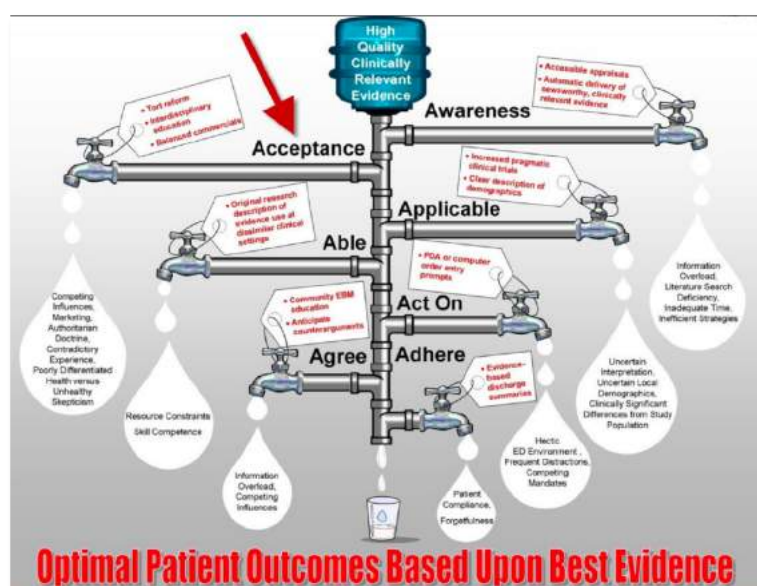 High
Quality
Clinically
Relevant
Evidence
Awareness
• Accessible appraisals
• Automatic delivery of
newsworthy, clinically
relevant evidence
Acceptance
• Tort reform
• Interdisciplinary
education
• Balanced commercials
Applicable
• Increased pragmatic
clinical trials
• Clear description of
demographics
Able
• Original research
description of
evidence use at
dissimilar clinical
settings
Act On
• PDA or computer
order entry
prompts
Agree
• Community EBM
education
• Anticipate
counterarguments
Adhere
• Evidence-
based
discharge
summaries
Competing
Influences,
Marketing,
Authoritarian
Doctrine,
Contradictory
Experience,
Poorly Differentiated
Health versus
Unhealthy
Skepticism
Resource Constraints
Skill Competence
Information
Overload,
Competing
Influences
Patient
Compliance,
Forgetfulness
Hectic
ED Environment ,
Frequent Distractions,
Competing
Mandates
Uncertain
Interpretation,
Uncertain Local
Demographics,
Clinically Significant
Differences from Study
Population
Information
Overload,
Literature Search
Deficiency,
Inadequate Time,
Inefficient Strategies
Optimal Patient Outcomes Based Upon Best Evidence